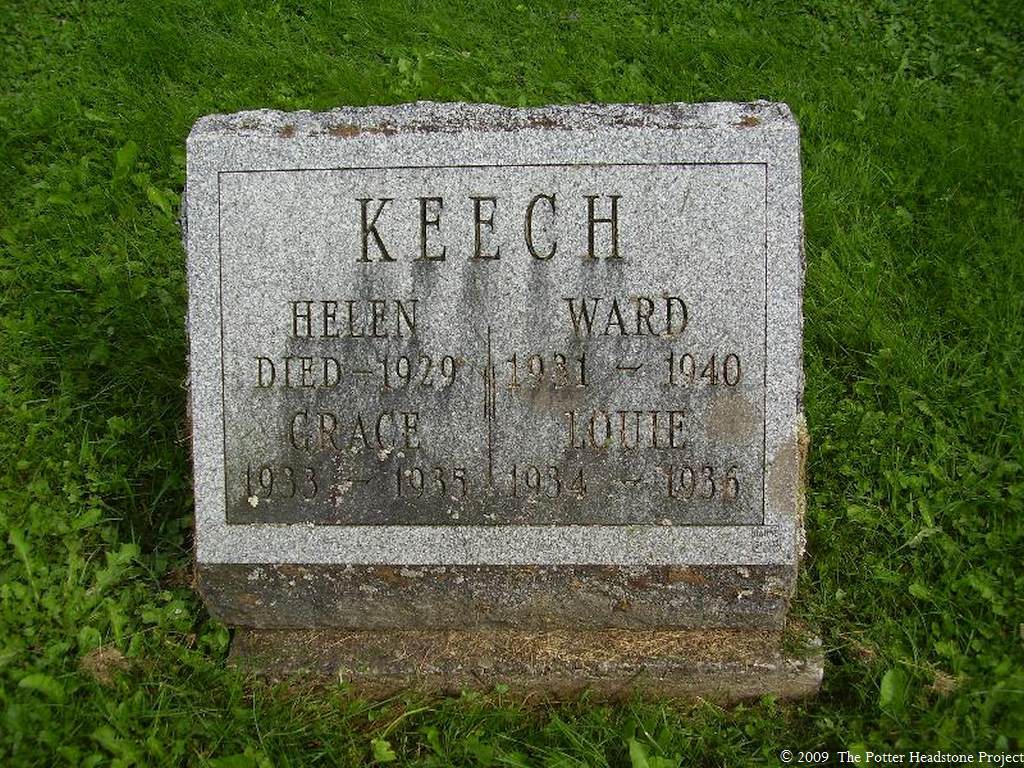 KEECH
HELEN
DIED - 1929
GRACE
1933 - 1935
WARD
1931 - 1940
LOUIE
1934 - 1936
© 2009 The Potter Headstone Project